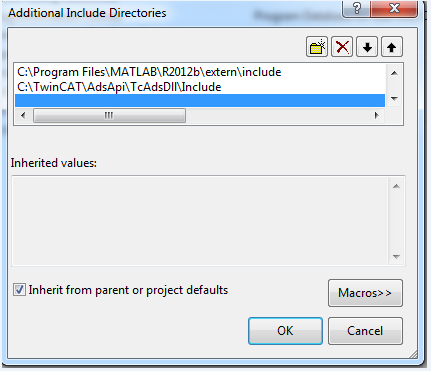 Additional Include Directories
C:\Program Files\MATLAB\R2012b\extern\include
C:\TwinCAT\AdsApi\TcAdsDll\Include
Inherited values:
Inherit from parent or project defaults
Macros>>
OK
Cancel